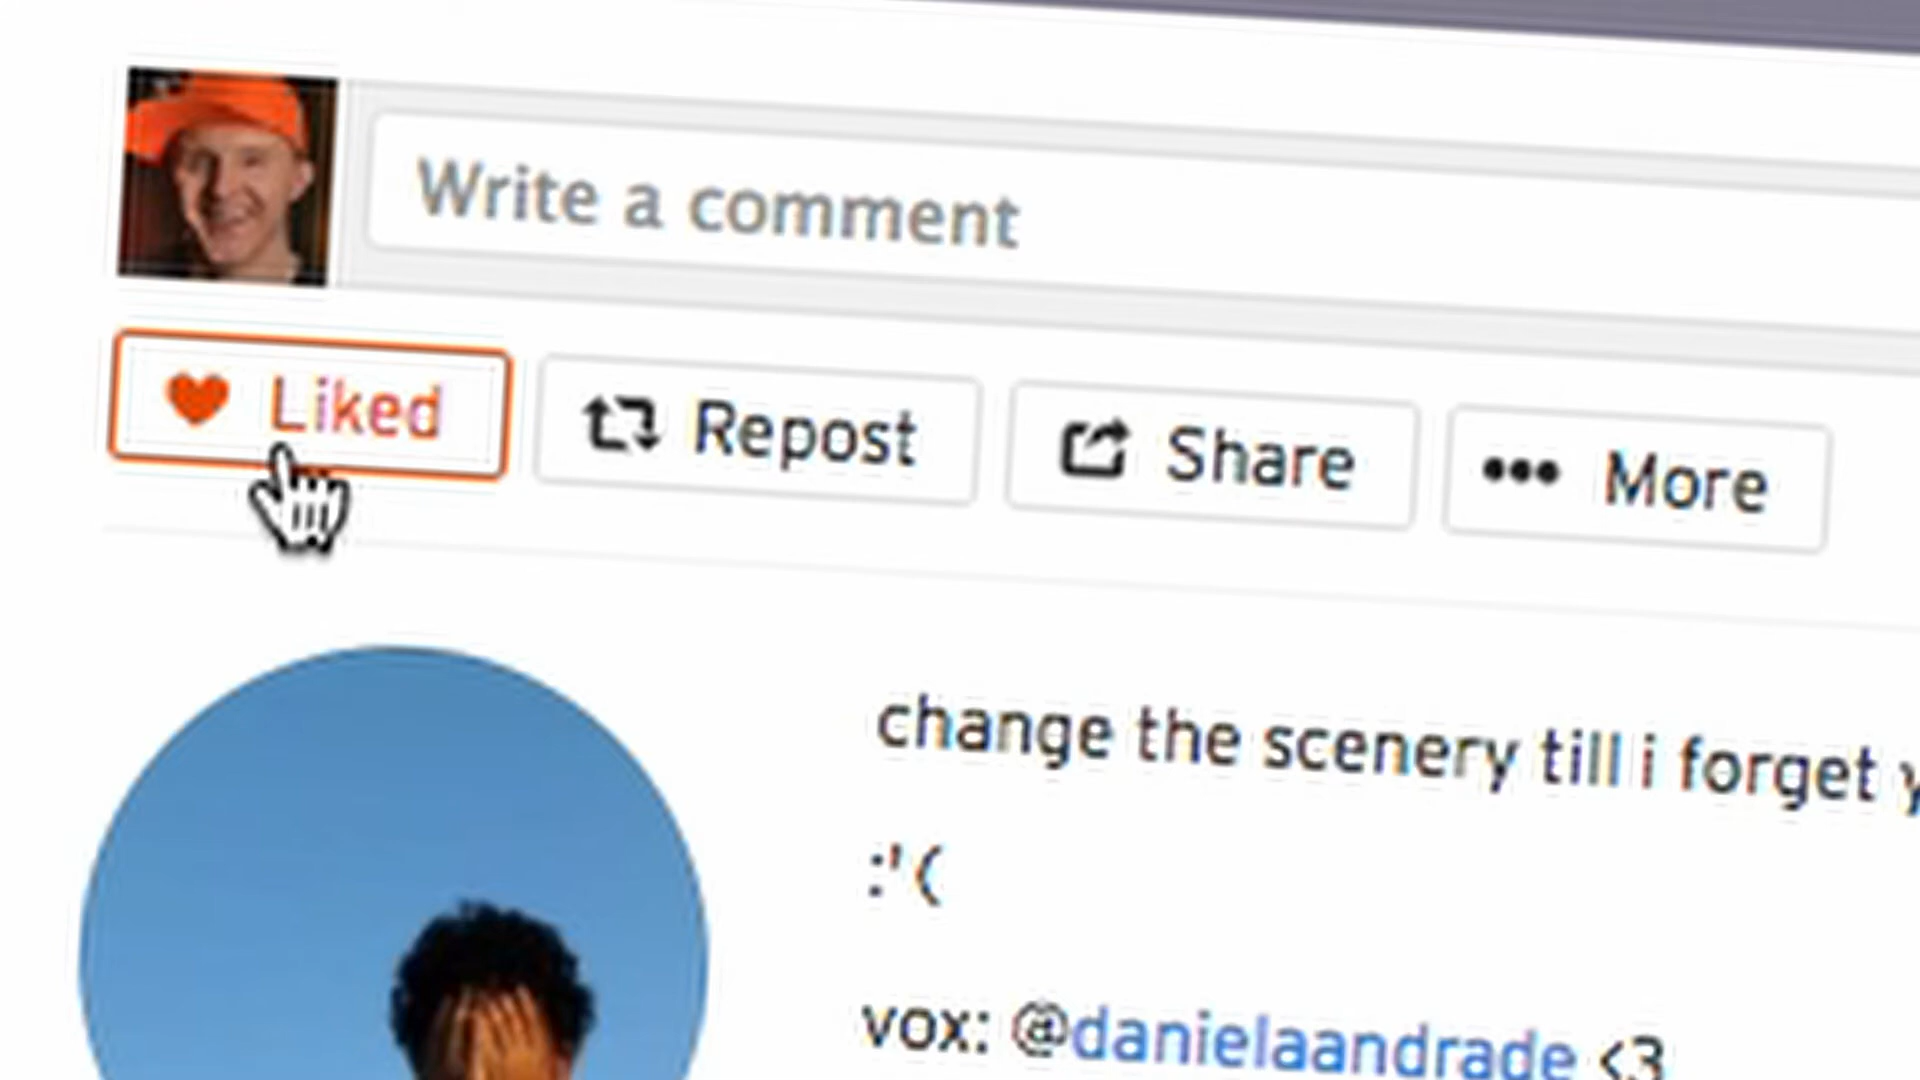 Write a comment
Liked Repost Share More
change the scenery till i forget
:'(
vox: @danielaandrade <3